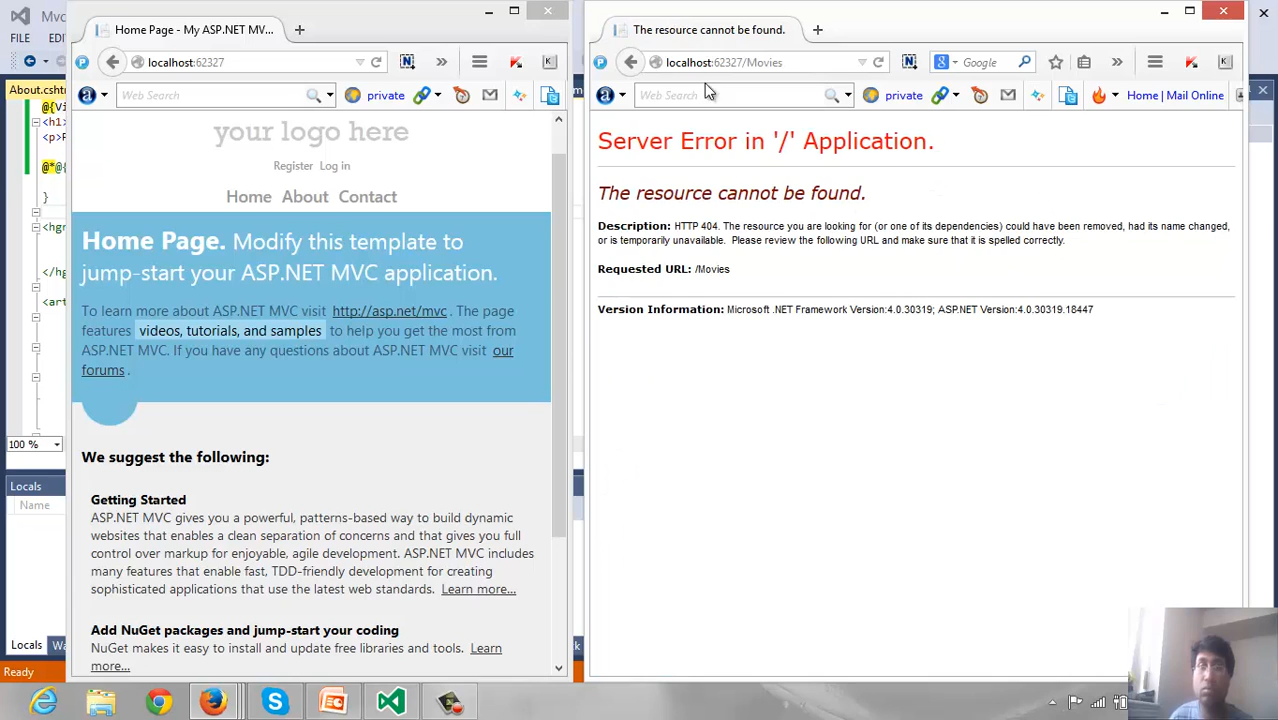 Mvc
FILE EDI
About.cshtm
@{Vi
<h1
<p>F
@*@{
}
<hgr
</hg
<art
100 %
Locals
Name
Locals Wa
Ready
Home Page - My ASP.NET MV...
localhost:62327
Web Search private
your logo here
Register Log in
Home About Contact
Home Page. Modify this template to
jump-start your ASP.NET MVC application.
To learn more about ASP.NET MVC visit http://asp.net/mvc . The page
features videos, tutorials, and samples to help you get the most from
ASP.NET MVC. If you have any questions about ASP.NET MVC visit our
forums .
We suggest the following:
Getting Started
ASP.NET MVC gives you a powerful, patterns-based way to build dynamic
websites that enables a clean separation of concerns and that gives you full
control over markup for enjoyable, agile development. ASP.NET MVC includes
many features that enable fast, TDD-friendly development for creating
sophisticated applications that use the latest web standards. Learn more...
Add NuGet packages and jump-start your coding
NuGet makes it easy to install and update free libraries and tools. Learn
more...
The resource cannot be found.
localhost:62327/Movies Google
Web Search private Home | Mail Online
Server Error in '/' Application.
The resource cannot be found.
Description: HTTP 404. The resource you are looking for (or one of its dependencies) could have been removed, had its name changed,
or is temporarily unavailable. Please review the following URL and make sure that it is spelled correctly.
Requested URL: /Movies
Version Information: Microsoft .NET Framework Version:4.0.30319; ASP.NET Version:4.0.30319.18447